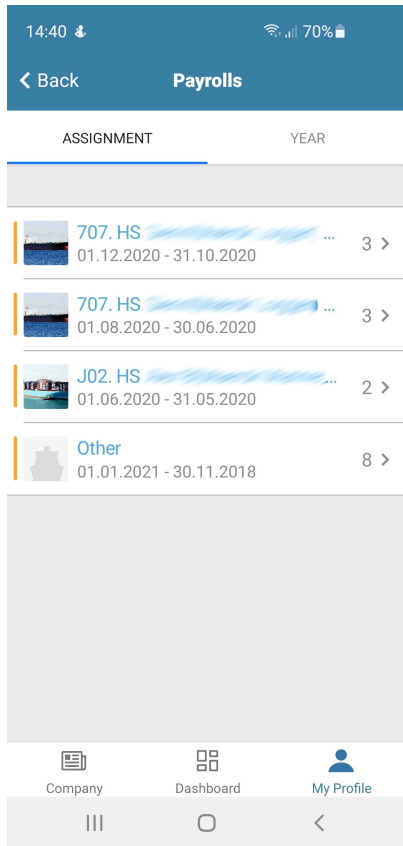 14:40 70%
Back Payrolls
ASSIGNMENT YEAR
707. HS ...
01.12.2020 - 31.10.2020 3
707. HS ...
01.08.2020 - 30.06.2020 3
J02. HS ...
01.06.2020 - 31.05.2020 2
Other
01.01.2021 - 30.11.2018 8
Company Dashboard My Profile